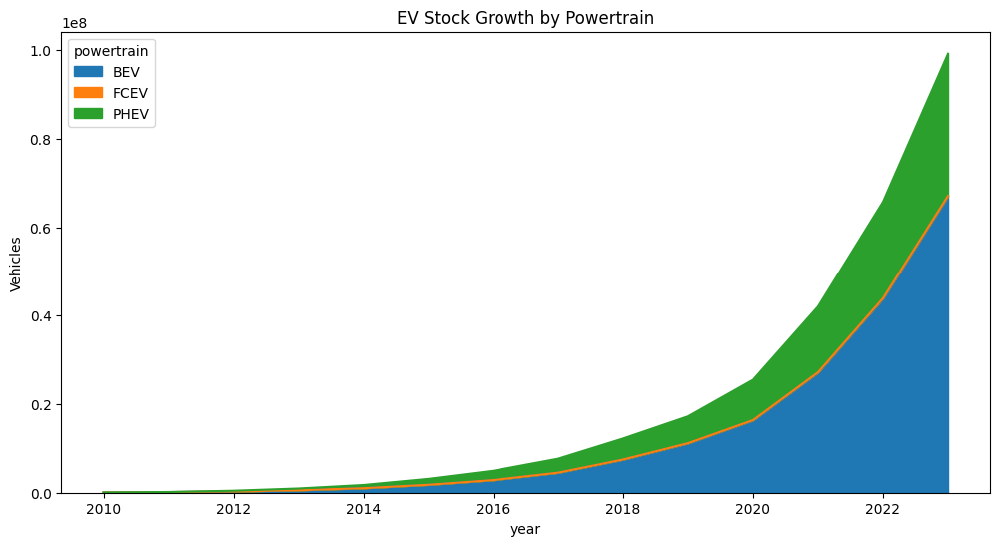 EV Stock Growth by Powertrain
1e8
powertrain
BEV
FCEV
PHEV
1.0
0.8
0.6
0.4
0.2
0.0
Vehicles
2010 2012 2014 2016 2018 2020 2022
year